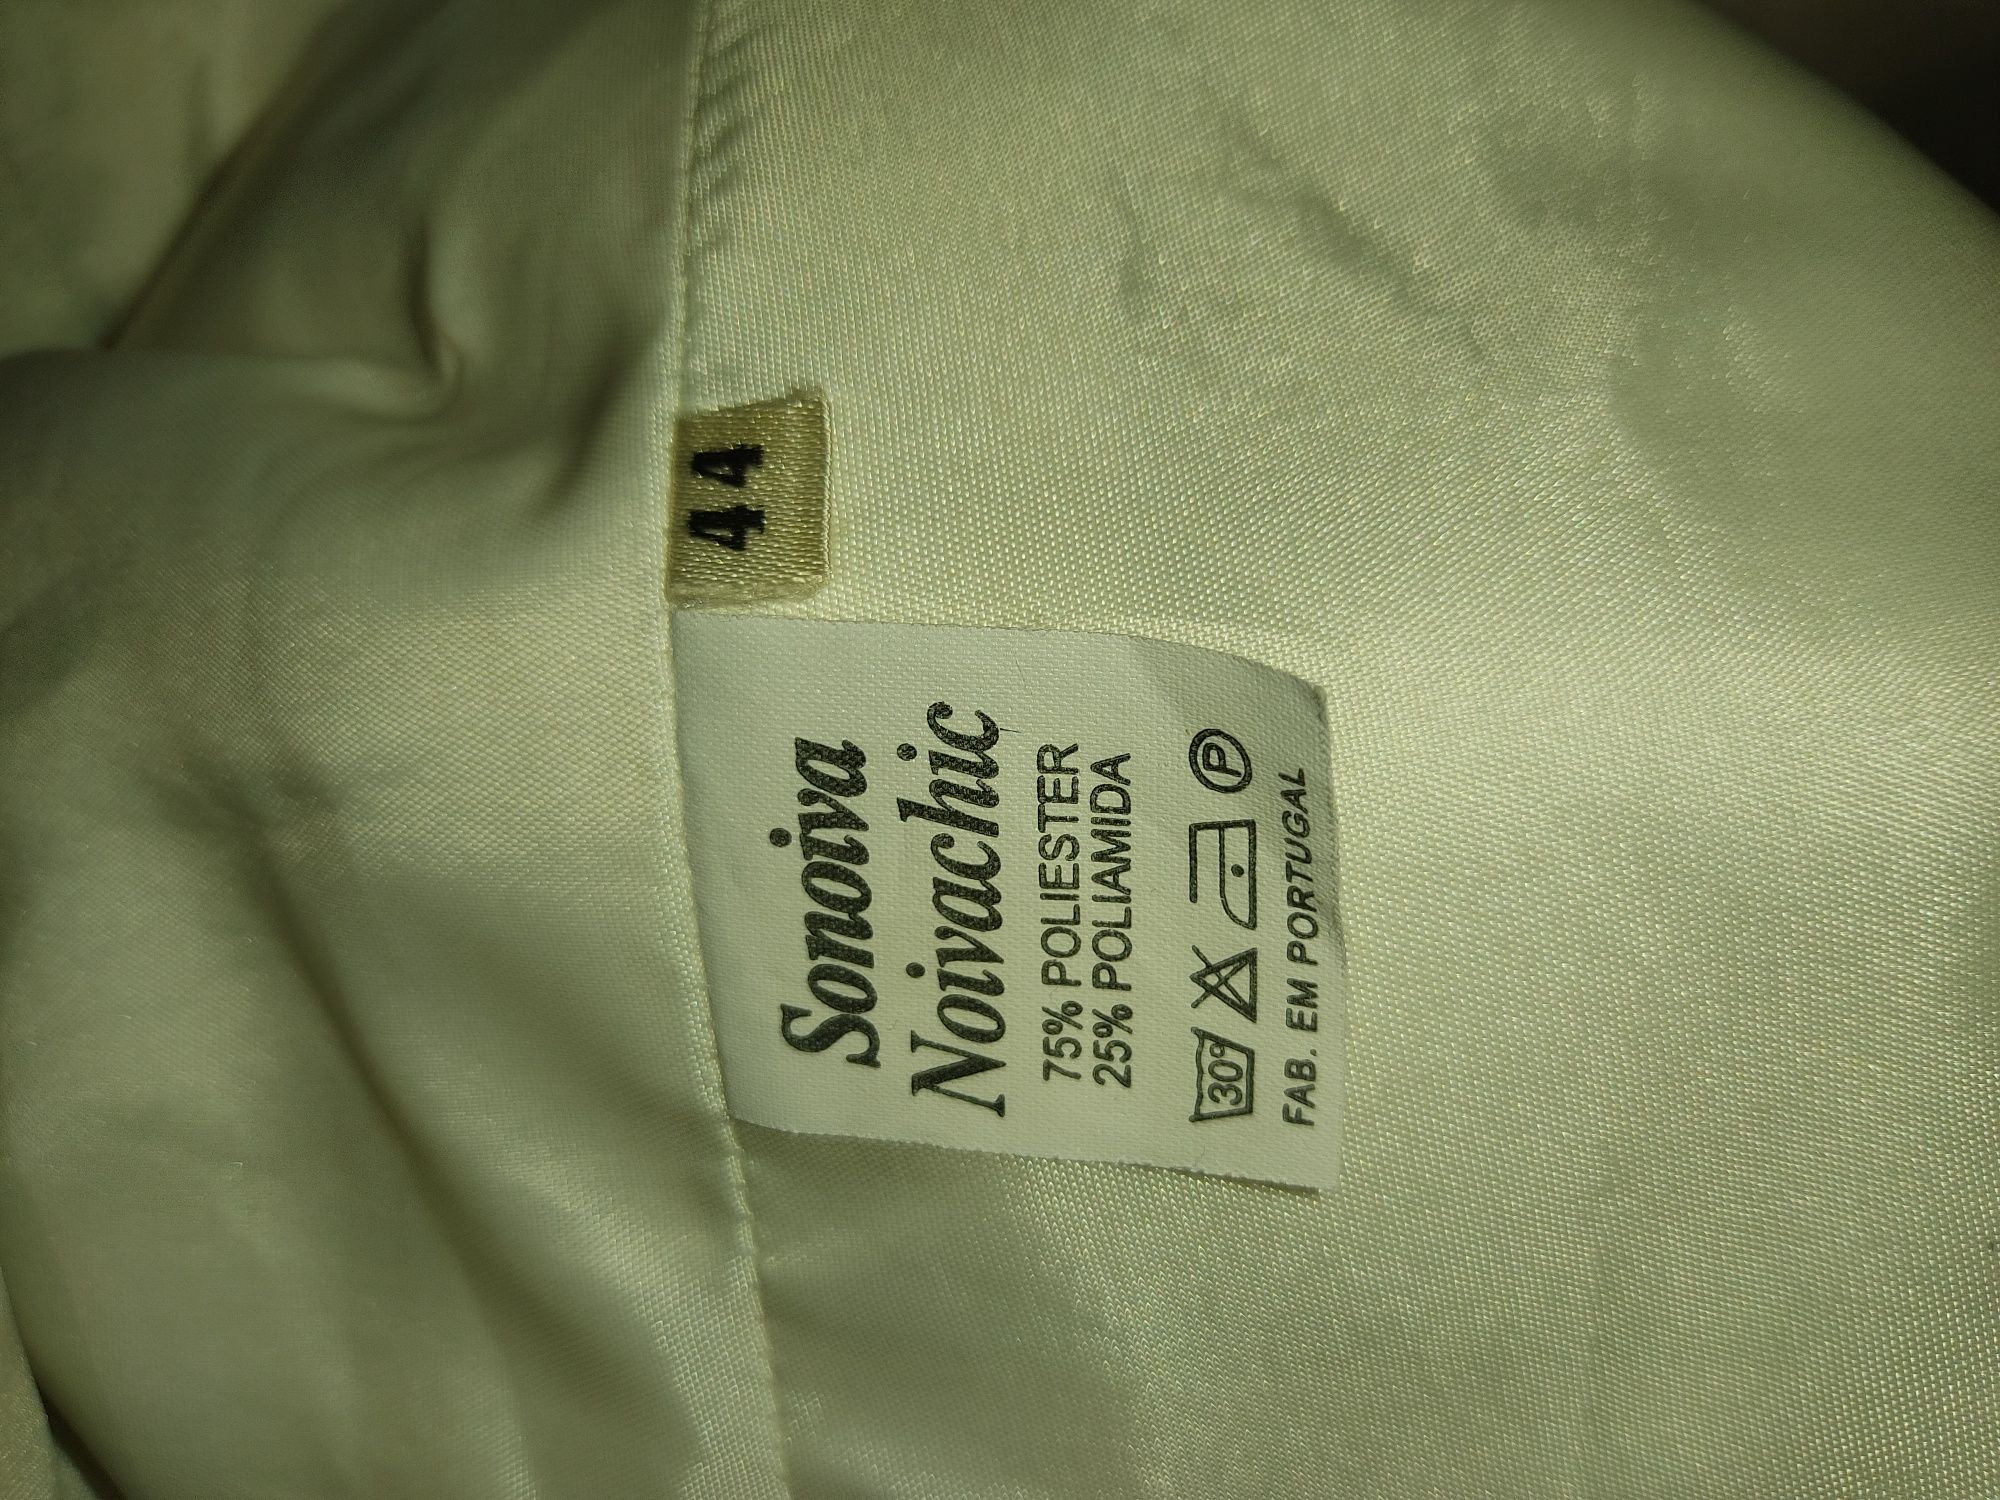 44
Sonoiva
Noivachic
75% POLIESTER
25% POLIAMIDA
30° P
FAB. EM PORTUGAL